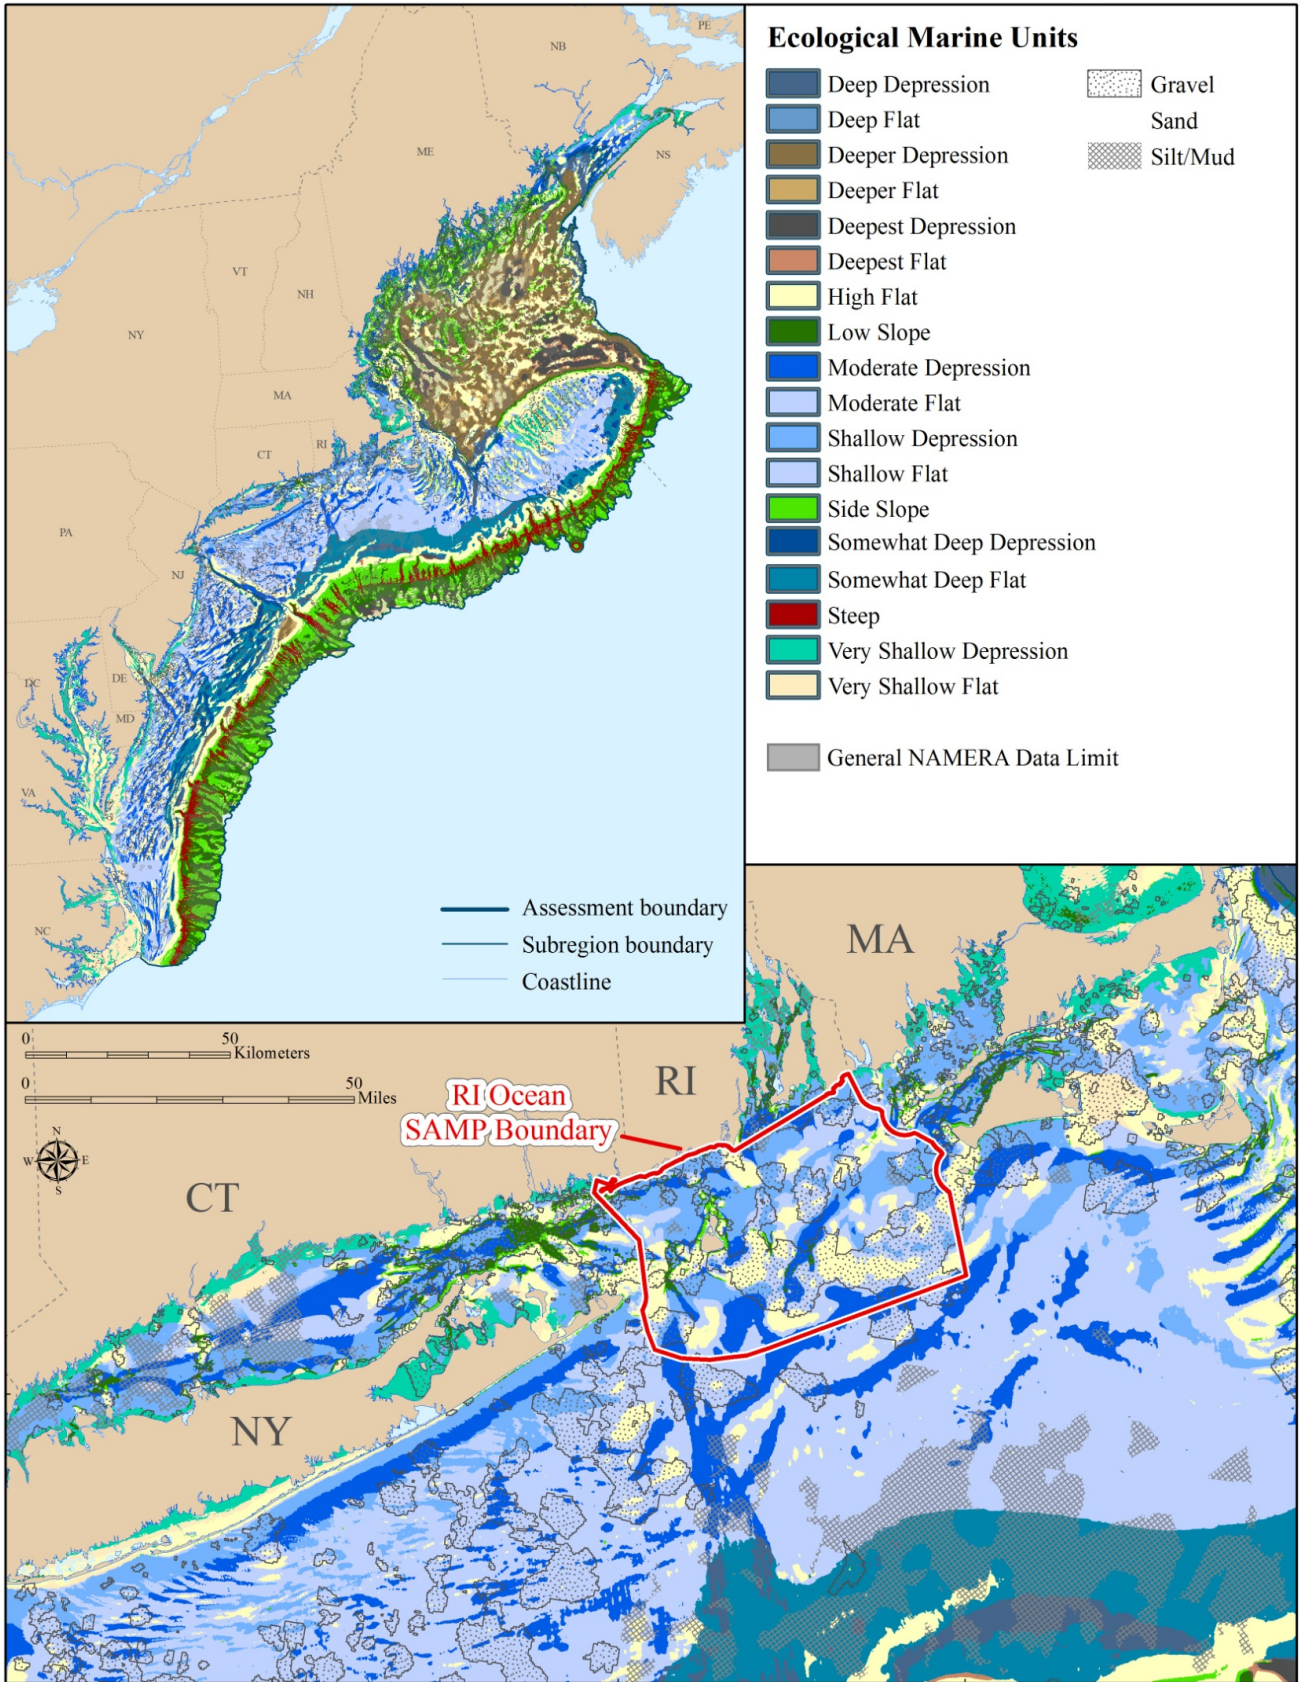 NB
PE
ME
NS
VT
NH
NY
MA
CT
RI
PA
NJ
DC
DE
MD
VA
NC
Assessment boundary
Subregion boundary
Coastline
Ecological Marine Units
Deep Depression
Deep Flat
Deeper Depression
Deeper Flat
Deepest Depression
Deepest Flat
High Flat
Low Slope
Moderate Depression
Moderate Flat
Shallow Depression
Shallow Flat
Side Slope
Somewhat Deep Depression
Somewhat Deep Flat
Steep
Very Shallow Depression
Very Shallow Flat
General NAMERA Data Limit
Gravel
Sand
Silt/Mud
0 50
Kilometers
0 50
Miles
N
W E
S
RI Ocean
SAMP Boundary
MA
RI
CT
NY